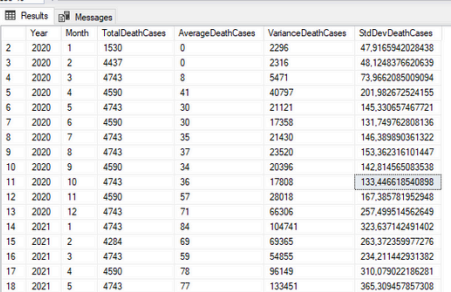 Results Messages
Year Month TotalDeathCases AverageDeathCases VarianceDeathCases StdDevDeathCases
2 2020 1 1530 0 2296 47,9165942028438
3 2020 2 4437 0 2316 48,1248376620639
4 2020 3 4743 8 5471 73,9662085009094
5 2020 4 4590 41 40797 201,982672524155
6 2020 5 4743 30 21121 145,330657467721
7 2020 6 4590 30 17358 131,749762808136
8 2020 7 4743 35 21430 146,389890361322
9 2020 8 4743 37 23520 153,362316101447
10 2020 9 4590 34 20396 142,814565083538
11 2020 10 4743 36 17808 133,446618540898
12 2020 11 4590 57 28018 167,385781952948
13 2020 12 4743 71 66306 257,499514562649
14 2021 1 4743 84 104741 323,637142491402
15 2021 2 4284 69 69365 263,372359977276
16 2021 3 4743 59 54855 234,211442931382
17 2021 4 4590 78 96149 310,079022186281
18 2021 5 4743 77 133451 365,309457857308